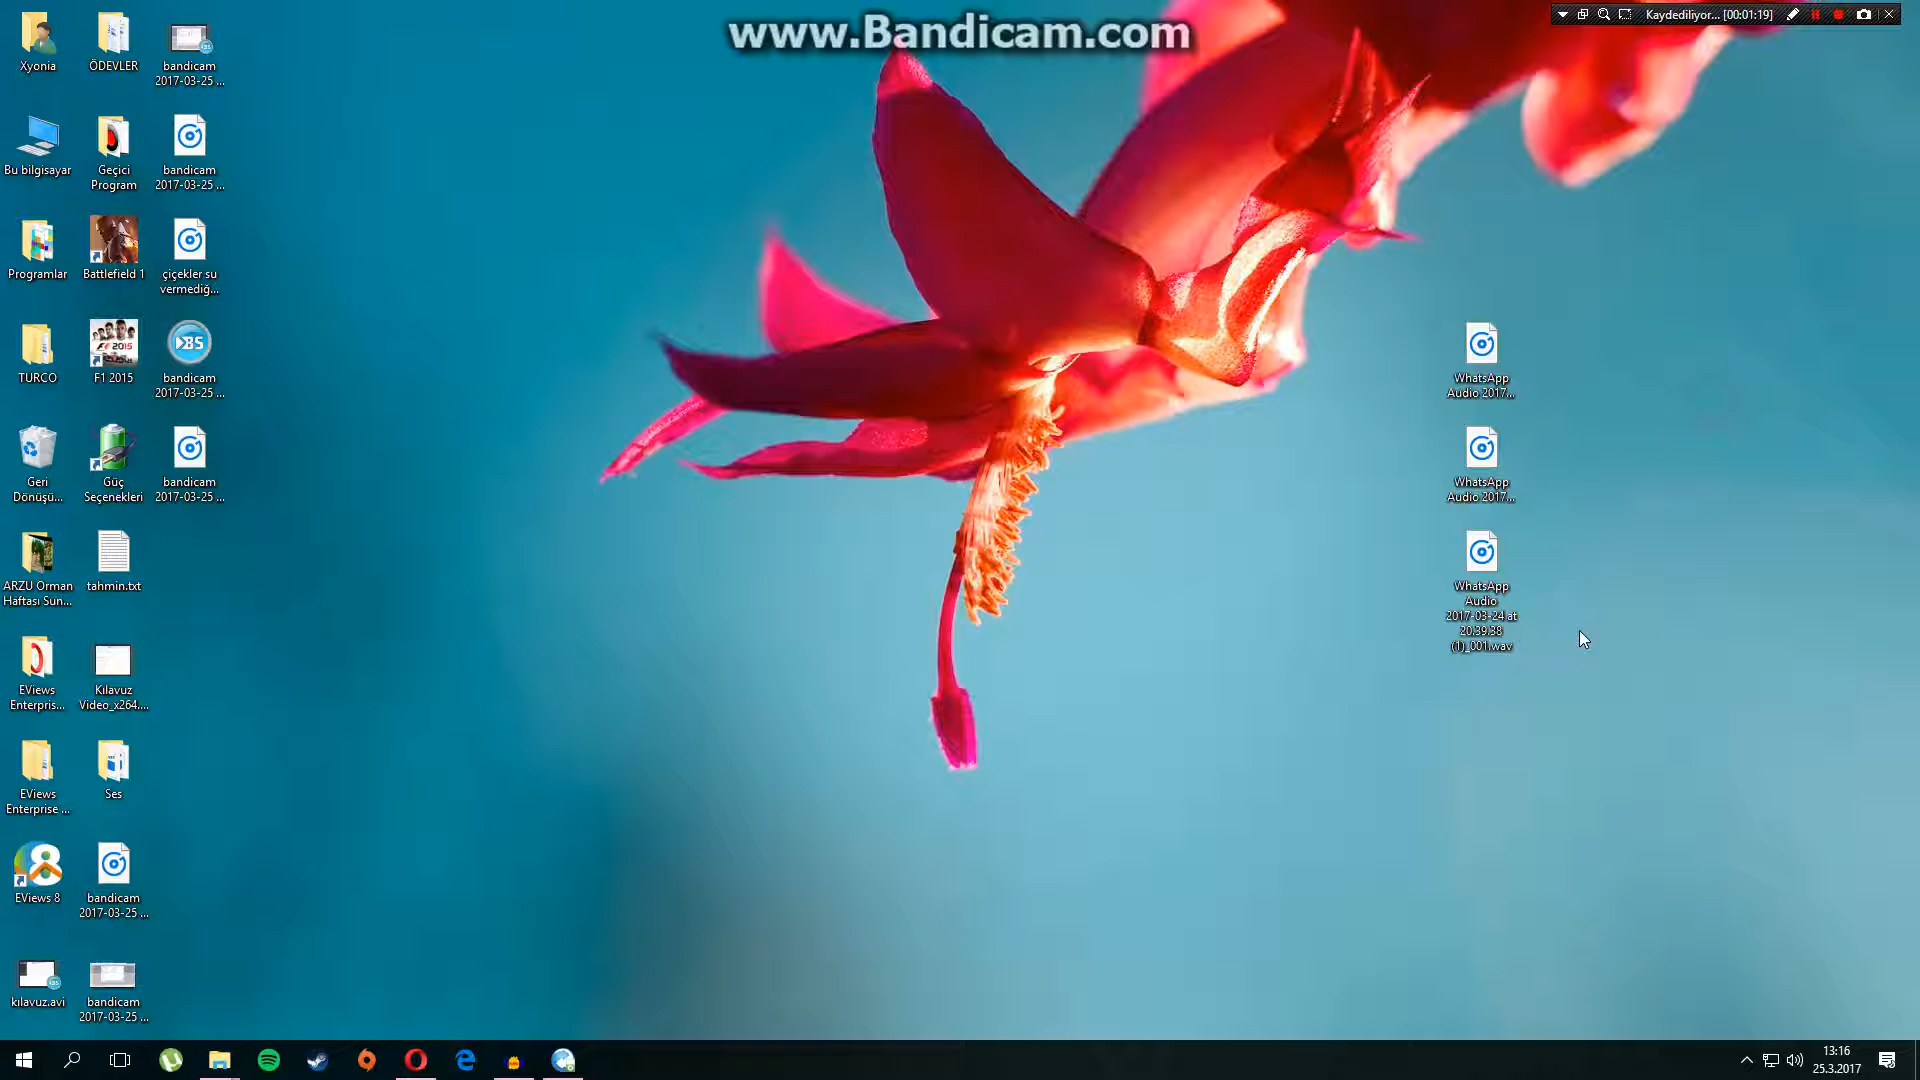 www.Bandicam.com
Kaydediliyor... [00:01:19]
Xyonia
ÖDEVLER
bandicam
2017-03-25 ...
Bu bilgisayar
Geçici
Program
bandicam
2017-03-25 ...
Programlar
Battlefield 1
çiçekler su
vermediğ...
TURCO
F1 2015
bandicam
2017-03-25 ...
Geri
Dönüşü...
Güç
Seçenekleri
bandicam
2017-03-25 ...
ARZU Orman
Haftası Sun...
tahmin.txt
EViews
Enterpris...
Kılavuz
Video_x264....
EViews
Enterprise ...
Ses
EViews 8
bandicam
2017-03-25 ...
kılavuz.avi
bandicam
2017-03-25 ...
WhatsApp
Audio 2017...
WhatsApp
Audio 2017...
WhatsApp
Audio
2017-03-24 at
20.39.38
(1)_001.wav
13:16
25.3.2017